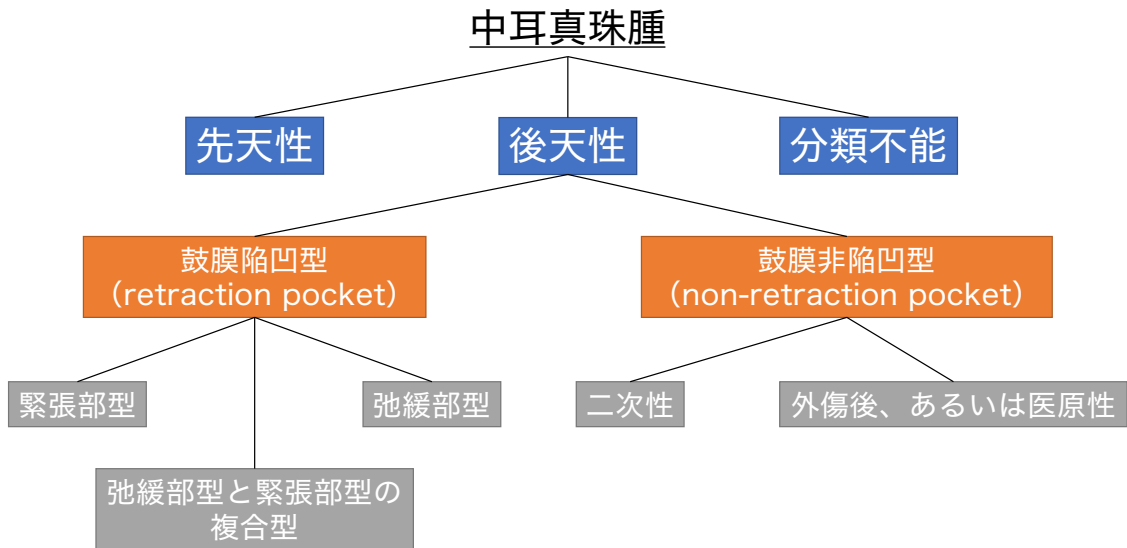 中耳真珠腫
先天性
後天性
分類不能
鼓膜陥凹型
（retraction pocket）
鼓膜非陥凹型
（non-retraction pocket）
緊張部型
弛緩部型
二次性
外傷後、あるいは医原性
弛緩部型と緊張部型の
複合型